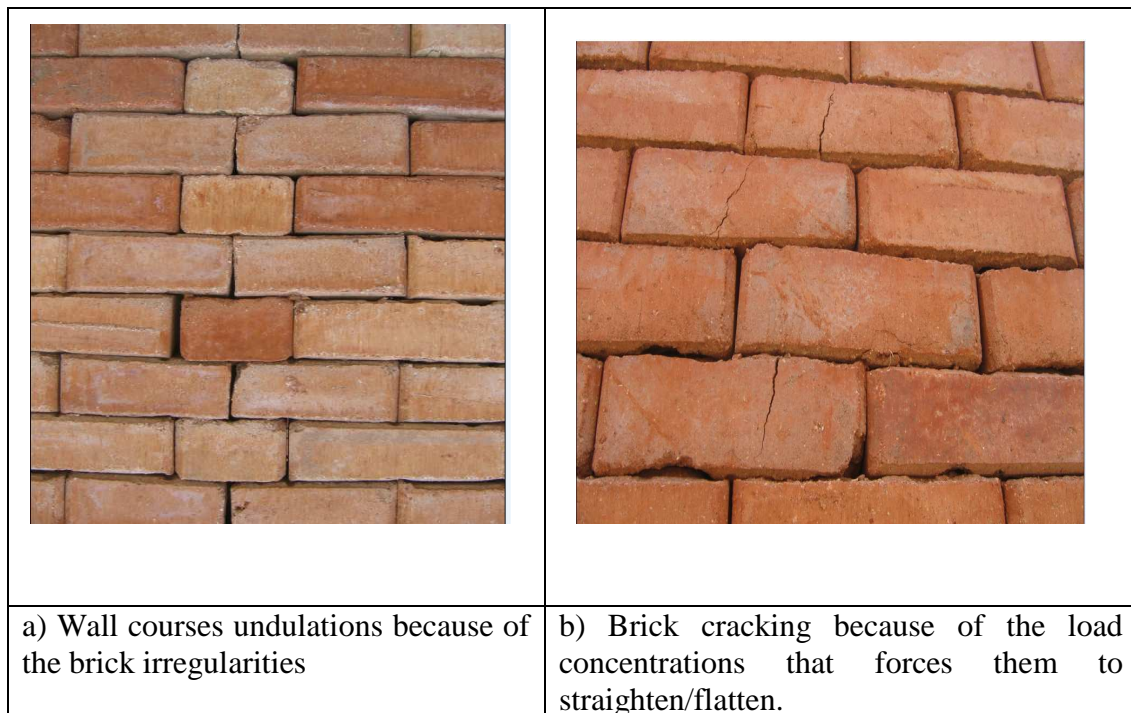 a) Wall courses undulations because of
the brick irregularities
b) Brick cracking because of the load
concentrations that forces them to
straighten/flatten.